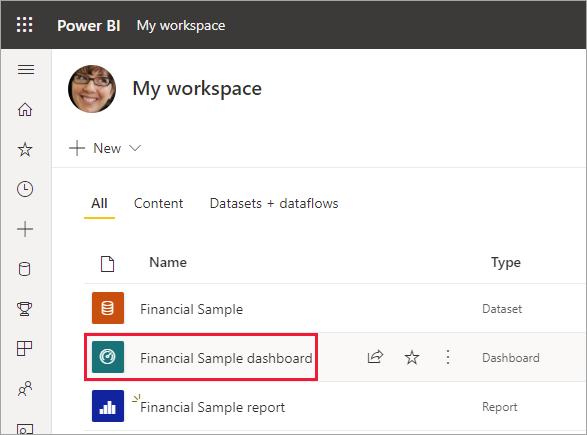 Power BI My workspace
My workspace
New
All Content Datasets + dataflows
Name Type
Financial Sample Dataset
Financial Sample dashboard Dashboard
Financial Sample report Report